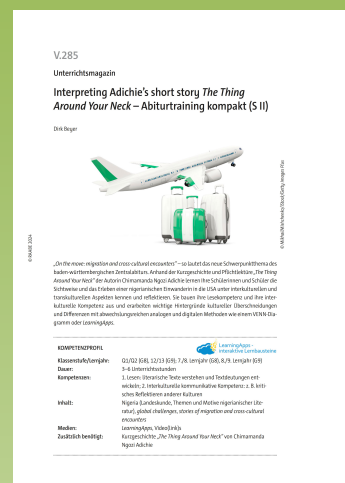 V.285
Unterrichtsmagazin
Interpreting Adichie's short story The Thing
Around Your Neck – Abiturtraining kompakt (S II)
Dirk Beyer
© RAABE 2024
© Mikhail Mishchenko/iStock/Getty Images Plus
„On the move: migration and cross-cultural encounters" – so lautet das neue Schwerpunktthema des
baden-württembergischen Zentralabiturs. Anhand der Kurzgeschichte und Pflichtlektüre „The Thing
Around Your Neck" der Autorin Chimamanda Ngozi Adichie lernen Ihre Schülerinnen und Schüler die
Sichtweise und das Erleben einer nigerianischen Einwanderin in die USA unter interkulturellen und
transkulturellen Aspekten kennen und reflektieren. Sie bauen ihre Lesekompetenz und ihre inter-
kulturelle Kompetenz aus und erarbeiten wichtige Hintergründe kultureller Überschneidungen
und Differenzen mit abwechslungsreichen analogen und digitalen Methoden wie einem VENN-Dia-
gramm oder LearningApps.
KOMPETENZPROFIL
LearningApps -
interaktive Lernbausteine
Klassenstufe/Lernjahr: Q1/Q2 (G8), 12/13 (G9), 7./8. Lernjahr (G8), 8./9. Lernjahr (G9)
Dauer: 3–6 Unterrichtsstunden
Kompetenzen: 1. Lesen: literarische Texte verstehen und Textdeutungen ent-
wickeln; 2. Interkulturelle kommunikative Kompetenz: z. B. kriti-
sches Reflektieren anderer Kulturen
Inhalt: Nigeria (Landeskunde, Themen und Motive nigerianischer Lite-
ratur), global challenges, stories of migration and cross-cultural
encounters
Medien: LearningApps, Video(link)s
Zusätzlich benötigt: Kurzgeschichte „The Thing Around Your Neck" von Chimamanda
Ngozi Adichie